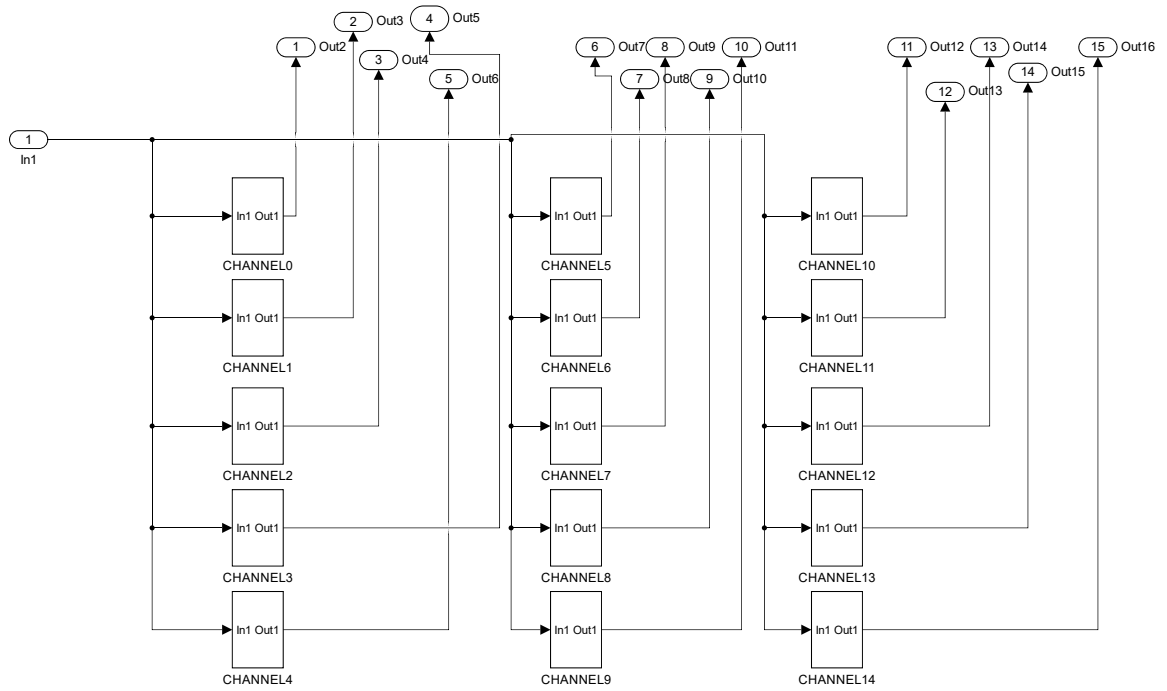 4 Out5
2 Out3
1 Out2
6 Out7
8 Out9
10 Out11
11 Out12
13 Out14
15 Out16
3 Out4
5 Out6
7 Out8
9 Out10
14 Out15
12 Out13
1
In1
In1 Out1
CHANNEL0
In1 Out1
CHANNEL5
In1 Out1
CHANNEL10
In1 Out1
CHANNEL1
In1 Out1
CHANNEL6
In1 Out1
CHANNEL11
In1 Out1
CHANNEL2
In1 Out1
CHANNEL7
In1 Out1
CHANNEL12
In1 Out1
CHANNEL3
In1 Out1
CHANNEL8
In1 Out1
CHANNEL13
In1 Out1
CHANNEL4
In1 Out1
CHANNEL9
In1 Out1
CHANNEL14